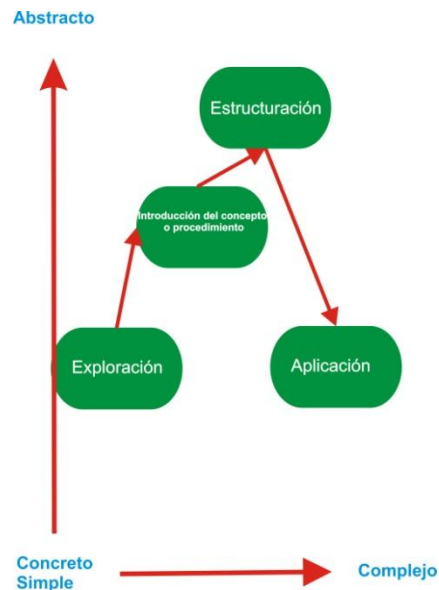 Abstracto
Estructuración
Introducción del concepto
o procedimiento
Exploración
Aplicación
Concreto
Simple
Complejo